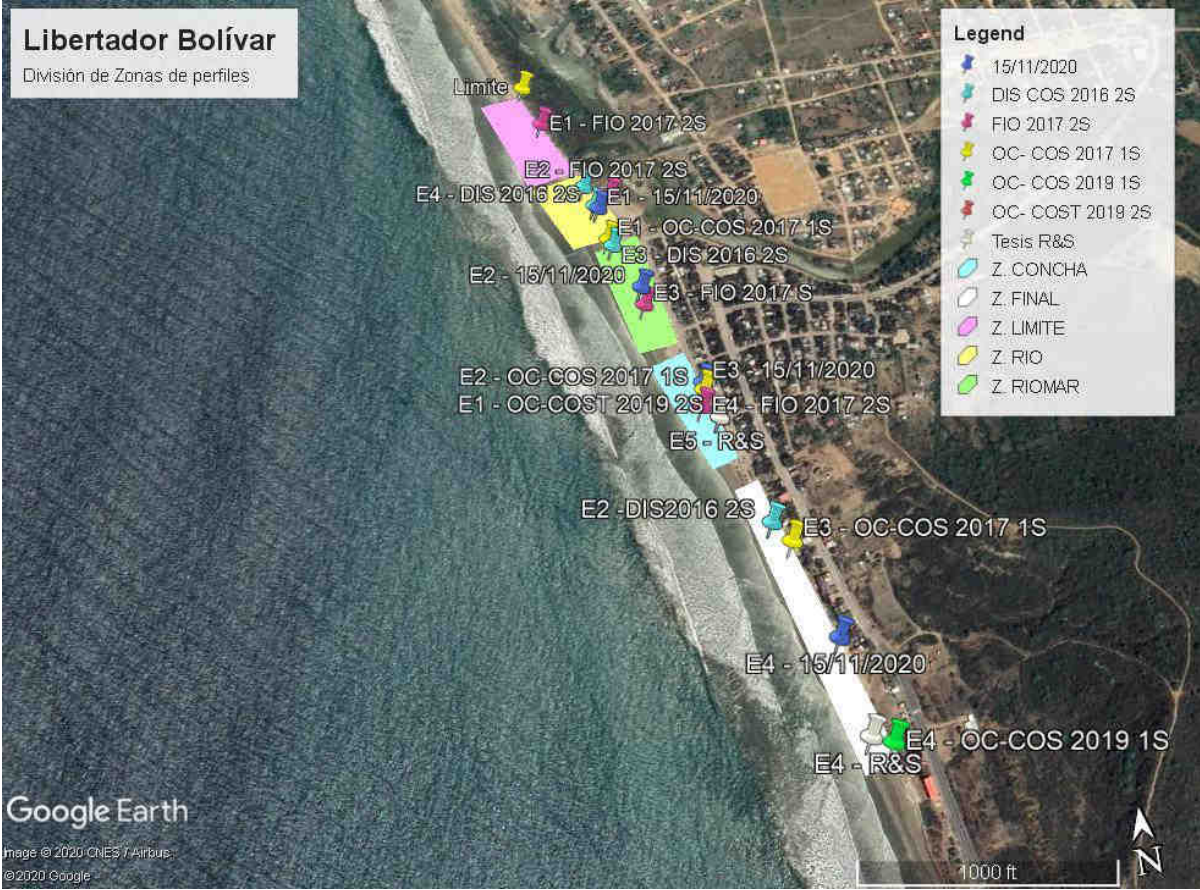 Libertador Bolívar
División de Zonas de perfiles
Legend
15/11/2020
DIS COS 2016 2S
FIO 2017 2S
OC- COS 2017 1S
OC- COS 2019 1S
OC- COST 2019 2S
Tesis R&S
Z. CONCHA
Z. FINAL
Z. LIMITE
Z. RIO
Z. RIOMAR
Limite
E1 - FIO 2017 2S
E2 - FIO 2017 2S
E4 - DIS 2016 2S
E1 - 15/11/2020
E1 - OC-COS 2017 1S
E3 - DIS 2016 2S
E2 - 15/11/2020
E3 - FIO 2017 S
E3 - 15/11/2020
E2 - OC-COS 2017 1S
E1 - OC-COST 2019 2S
E4 - FIO 2017 2S
E5 - R&S
E2 -DIS2016 2S
E3 - OC-COS 2017 1S
E4 - 15/11/2020
E4 - OC-COS 2019 1S
E4 - R&S
Google Earth
mage © 2020 CNES / Airbus
©2020 Google
1000 ft
N